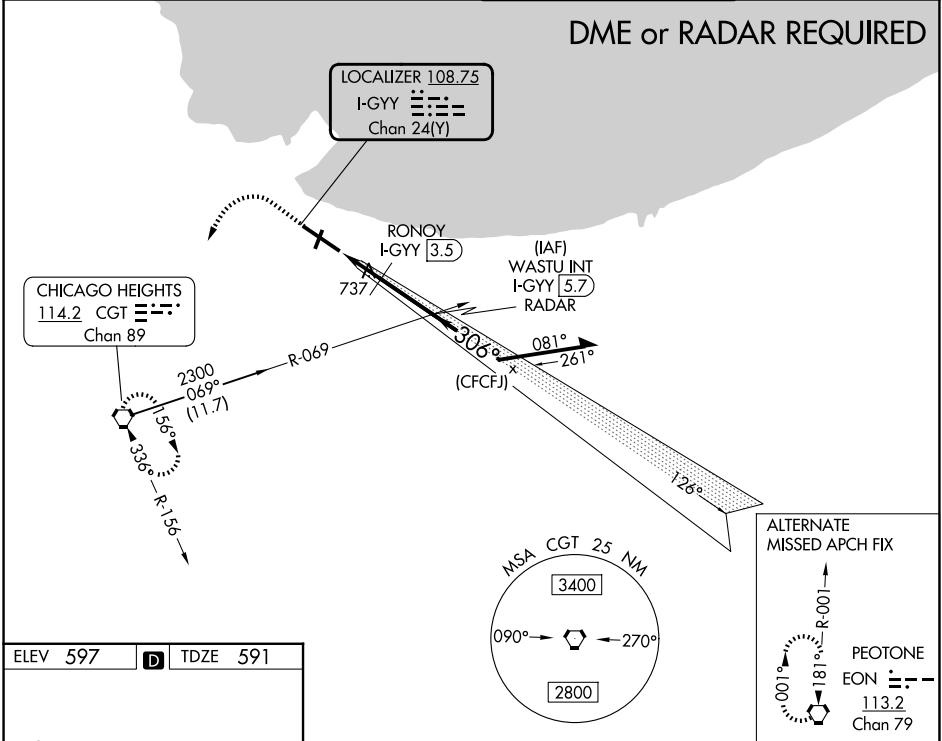 DME or RADAR REQUIRED
LOCALIZER 108.75
I-GYY
Chan 24(Y)
RONOY
I-GYY 3.5
737
(IAF)
WASTU INT
I-GYY 5.7
RADAR
CHICAGO HEIGHTS
114.2 CGT
Chan 89
R-069
2300
069°
(11.7)
306°
081°
261°
(CFCFJ)
x
156°
336°
R-156
126°
MSA CGT 25 NM
3400
090°
270°
2800
ALTERNATE
MISSED APCH FIX
R-001
001°
181°
PEOTONE
EON
113.2
Chan 79
ELEV 597 D TDZE 591